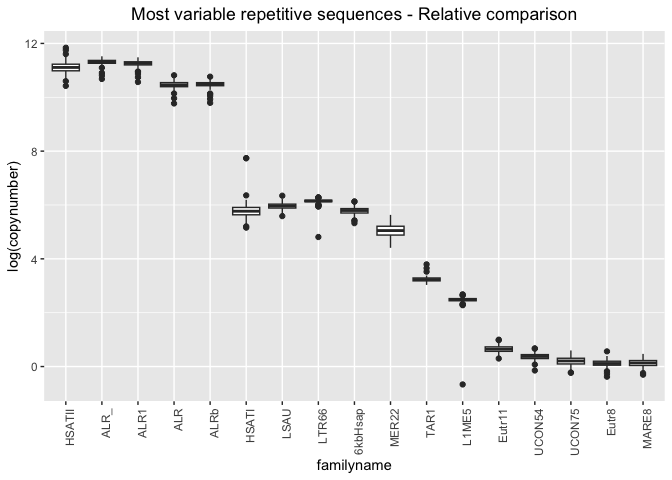 Most variable repetitive sequences - Relative comparison
log(copynumber)
12
8
4
0
HSATII
ALR_
ALR1
ALR
ALRb
HSATI
LSAU
LTR66
6kbHsap
MER22
TAR1
L1ME5
Eutr11
UCON54
UCON75
Eutr8
MARE8
familyname